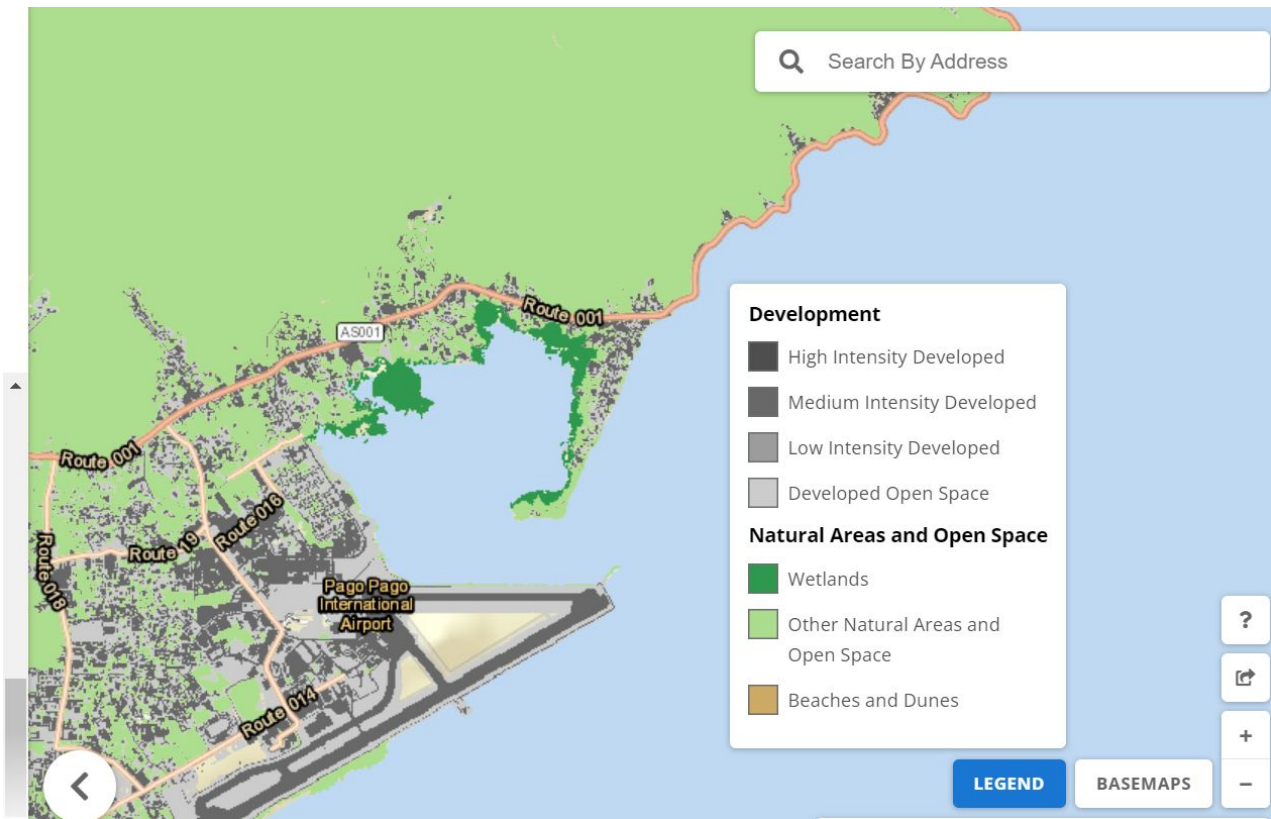 Search By Address
Route 001
AS001
Route 001
Route 016
Route 19
Route 018
Pago Pago
International
Airport
Route 014
Development
High Intensity Developed
Medium Intensity Developed
Low Intensity Developed
Developed Open Space
Natural Areas and Open Space
Wetlands
Other Natural Areas and
Open Space
Beaches and Dunes
?
+
−
LEGEND
BASEMAPS